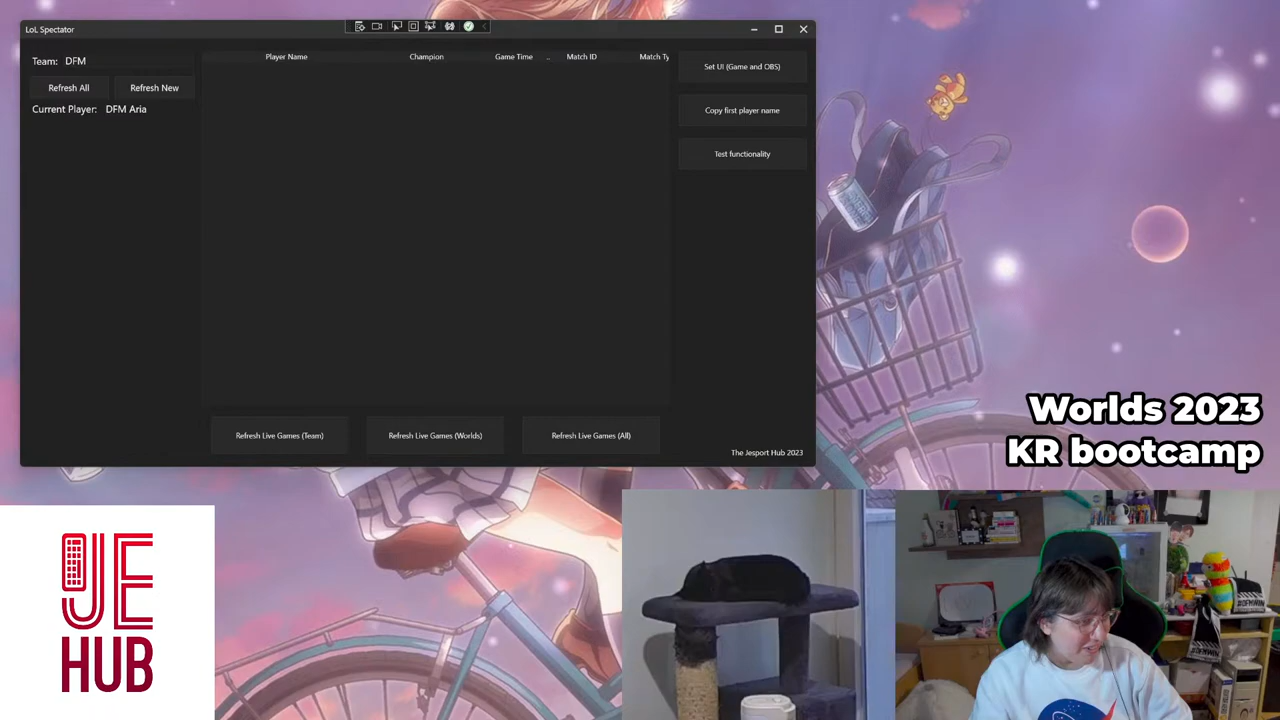 LoL Spectator
Team: DFM
Refresh All
Refresh New
Current Player: DFM Aria
Player Name
Champion
Game Time
..
Match ID
Match Ty
Set UI (Game and OBS)
Copy first player name
Test functionality
Refresh Live Games (Team)
Refresh Live Games (Worlds)
Refresh Live Games (All)
The Jesport Hub 2023
Worlds 2023
KR bootcamp
JE
HUB